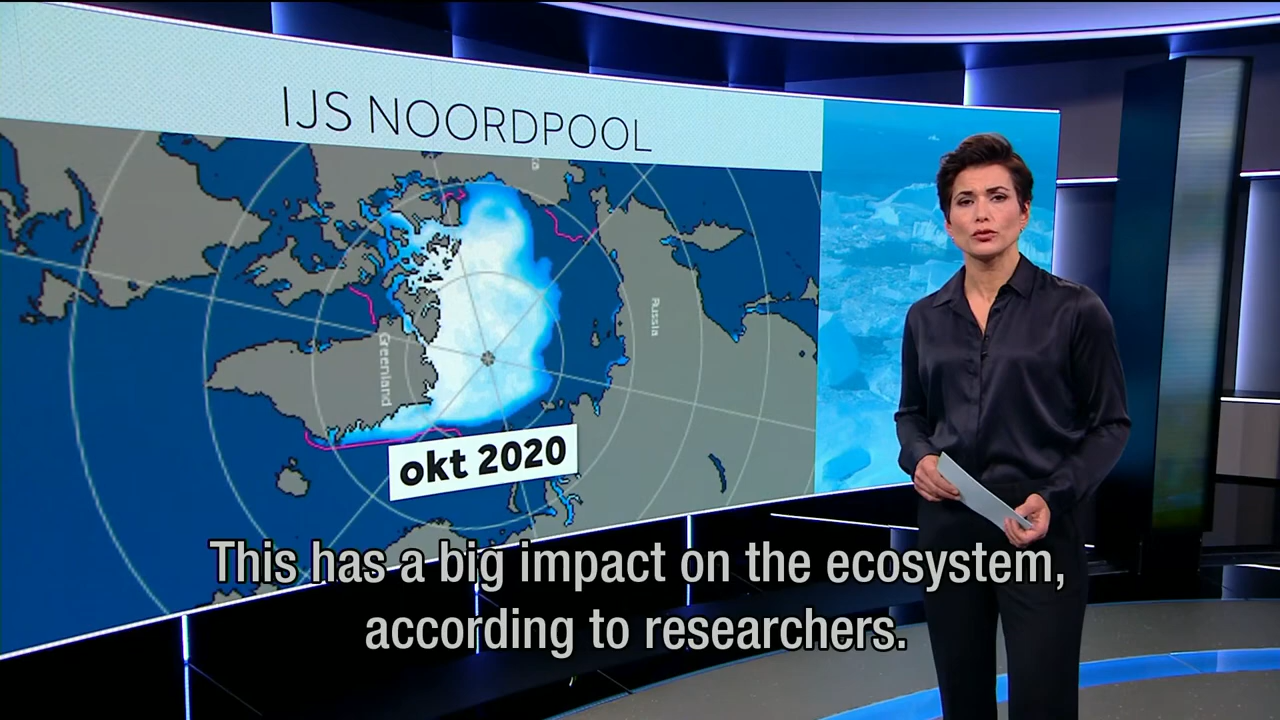 IJS NOORDPOOL
Greenland
Russia
okt 2020
This has a big impact on the ecosystem,
according to researchers.